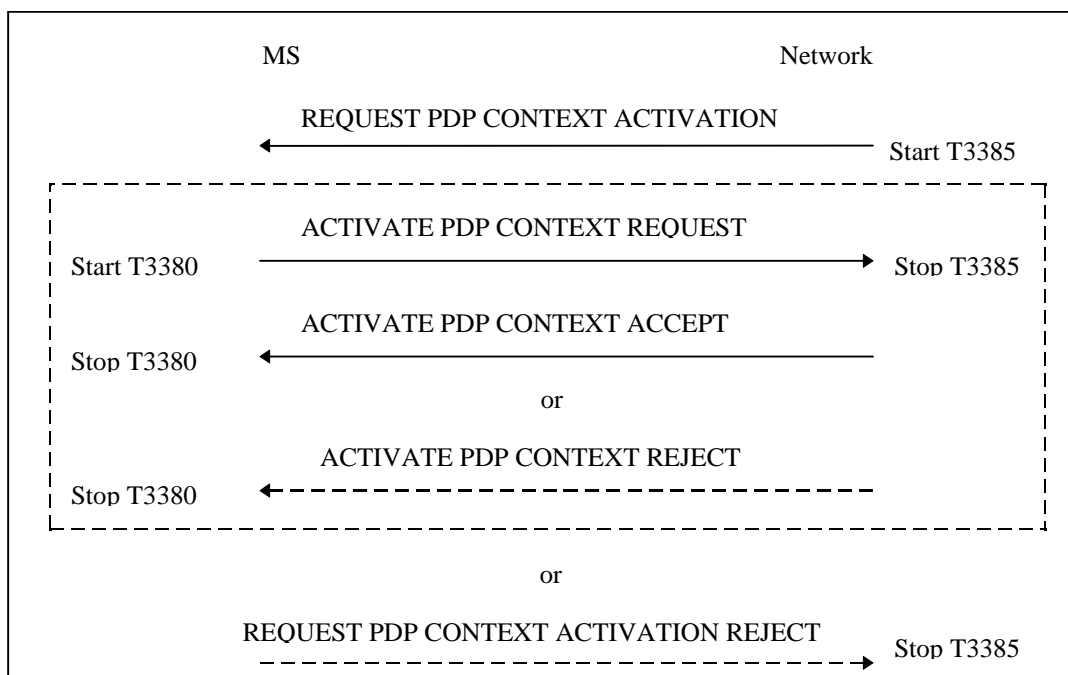 MS Network
REQUEST PDP CONTEXT ACTIVATION
Start T3385
ACTIVATE PDP CONTEXT REQUEST
Start T3380 Stop T3385
ACTIVATE PDP CONTEXT ACCEPT
Stop T3380
or
ACTIVATE PDP CONTEXT REJECT
Stop T3380
or
REQUEST PDP CONTEXT ACTIVATION REJECT
Stop T3385